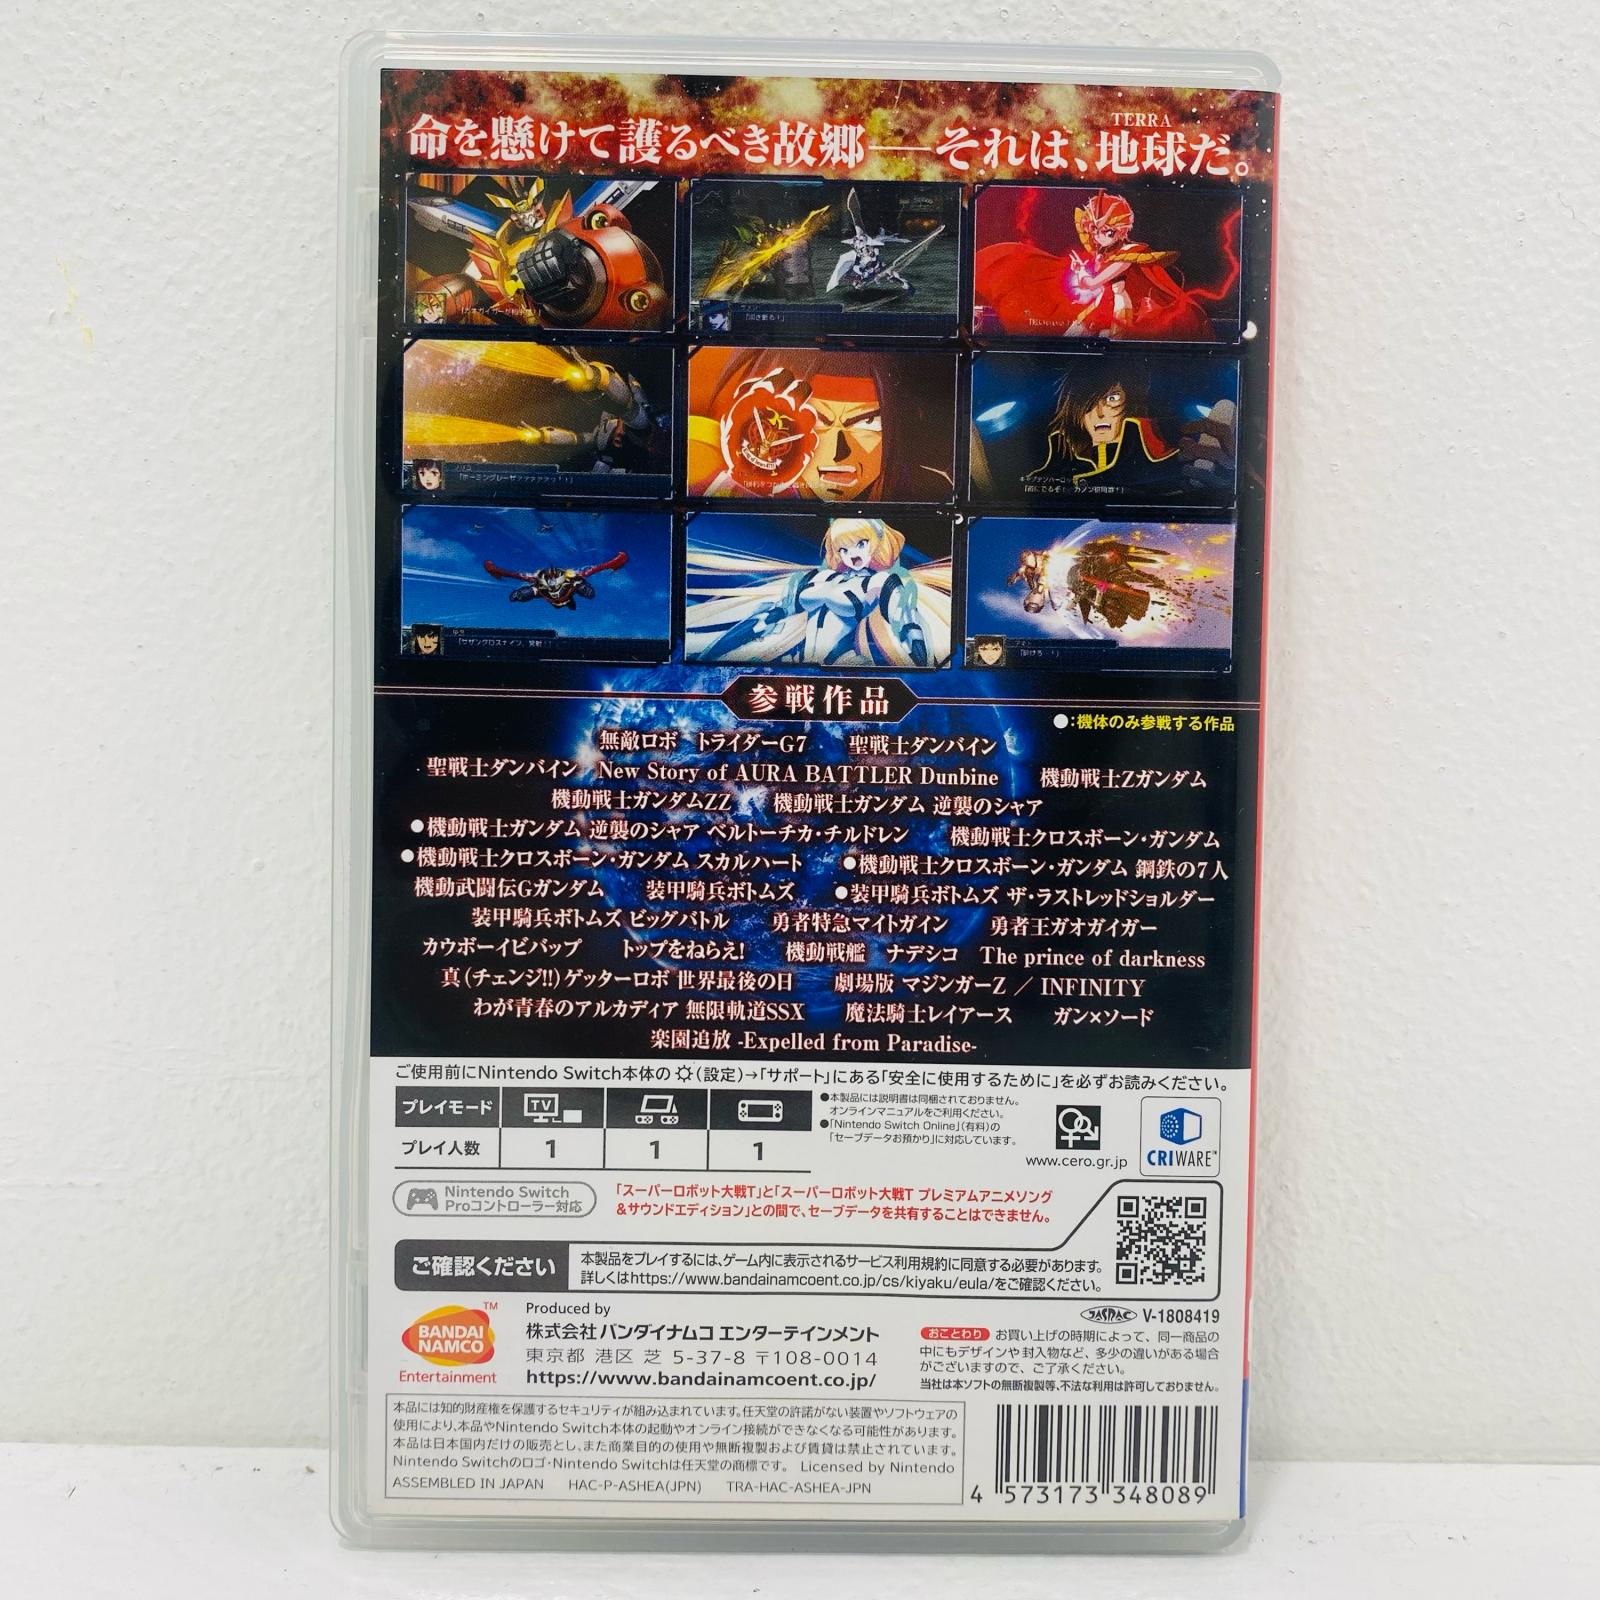 TERRA
命を懸けて護るべき故郷――それは、地球だ。
「ホーミングレーザァァァァァッ！！」
キャプテンハーロック
「サザンクロスナイフ、発射！」
参戦作品
●:機体のみ参戦する作品
無敵ロボ トライダーG7 聖戦士ダンバイン
聖戦士ダンバイン New Story of AURA BATTLER Dunbine 機動戦士Zガンダム
機動戦士ガンダムZZ 機動戦士ガンダム 逆襲のシャア
●機動戦士ガンダム 逆襲のシャア ベルトーチカ・チルドレン 機動戦士クロスボーン・ガンダム
●機動戦士クロスボーン・ガンダム スカルハート ●機動戦士クロスボーン・ガンダム 鋼鉄の7人
機動武闘伝Gガンダム 装甲騎兵ボトムズ ●装甲騎兵ボトムズ ザ・ラストレッドショルダー
装甲騎兵ボトムズ ビッグバトル 勇者特急マイトガイン 勇者王ガオガイガー
カウボーイビバップ トップをねらえ! 機動戦艦 ナデシコ The prince of darkness
真(チェンジ!!)ゲッターロボ 世界最後の日 劇場版 マジンガーZ / INFINITY
わが青春のアルカディア 無限軌道SSX 魔法騎士レイアース ガン×ソード
楽園追放 -Expelled from Paradise-
ご使用前にNintendo Switch本体の(設定)→「サポート」にある「安全に使用するために」を必ずお読みください。
プレイモード TV
プレイ人数 1 1 1
●本製品には説明書は同梱されておりません。
オンラインマニュアルをご利用ください。
●「Nintendo Switch Online」(有料)の
「セーブデータお預かり」に対応しています。
www.cero.gr.jp
CRIWARE™
Nintendo Switch
Proコントローラー対応
「スーパーロボット大戦T」と「スーパーロボット大戦T プレミアムアニメソング
&サウンドエディション」との間で、セーブデータを共有することはできません。
ご確認ください
本製品をプレイするには、ゲーム内に表示されるサービス利用規約に同意する必要があります。
詳しくはhttps://www.bandainamcoent.co.jp/cs/kiyaku/eula/をご確認ください。
BANDAI
NAMCO
™
Entertainment
Produced by
株式会社バンダイナムコ エンターテインメント
東京都 港区 芝 5-37-8 〒108-0014
https://www.bandainamcoent.co.jp/
JASRAC V-1808419
おことわり お買い上げの時期によって、同一商品の
中にもデザインや封入物など、多少の違いがある場合
がございますので、ご了承ください。
当社は本ソフトの無断複製等、不法な利用は許可しておりません。
本品には知的財産権を保護するセキュリティが組み込まれています。任天堂の許諾がない装置やソフトウェアの
使用により、本品やNintendo Switch本体の起動やオンライン接続ができなくなる可能性があります。
本品は日本国内だけの販売とし、また商業目的の使用や無断複製および賃貸は禁止されています。
Nintendo Switchのロゴ・Nintendo Switchは任天堂の商標です。 Licensed by Nintendo
ASSEMBLED IN JAPAN HAC-P-ASHEA(JPN) TRA-HAC-ASHEA-JPN
4 573173 348089